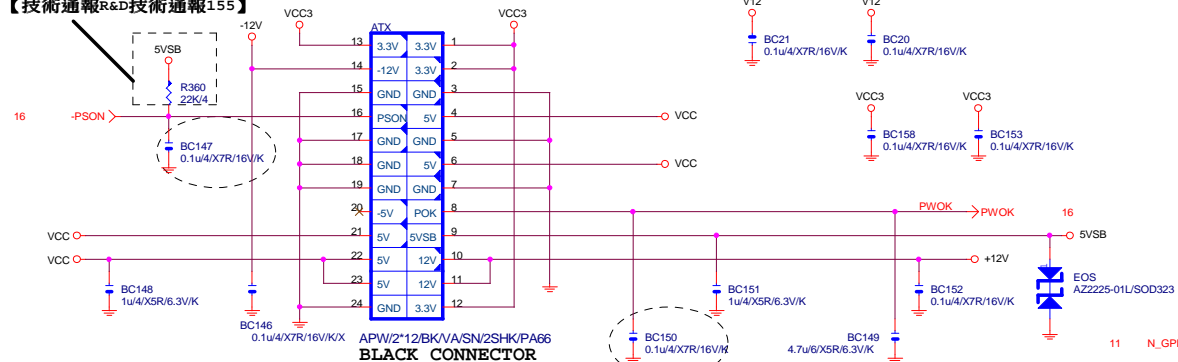 【技術通報R&D技術通報155】
-12V
VCC3
VCC3
V12
V12
ATX
BC21
0.1u/4/X7R/16V/K
BC20
0.1u/4/X7R/16V/K
5VSB
R360
22K/4
13 3.3V 3.3V 1
14 -12V 3.3V 2
15 GND GND 3
16 -PSON
16 PSON 5V 4
VCC
VCC3
VCC3
BC158
0.1u/4/X7R/16V/K
BC153
0.1u/4/X7R/16V/K
BC147
0.1u/4/X7R/16V/K
17 GND GND 5
18 GND 5V 6
VCC
19 GND GND 7
20 -5V POK 8
PWOK
PWOK
16
VCC
21 5V 5VSB 9
5VSB
VCC
22 5V 12V 10
+12V
23 5V 12V 11
24 GND 3.3V 12
BC148
1u/4/X5R/6.3V/K
BC151
1u/4/X5R/6.3V/K
BC152
0.1u/4/X7R/16V/K
EOS
AZ2225-01L/SOD323
BC146
0.1u/4/X7R/16V/K/X
APW/2*12/BK/VA/SN/2SHK/PA66
BLACK CONNECTOR
BC150
0.1u/4/X7R/16V/K
BC149
4.7u/6/X5R/6.3V/K
11 N_GP